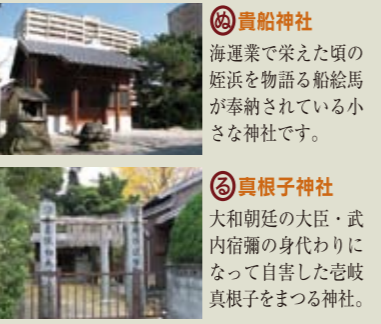 ぬ 貴船神社
海運業で栄えた頃の
姪浜を物語る船絵馬
が奉納されている小
さな神社です。
る 真根子神社
大和朝廷の大臣・武
内宿彌の身代わりに
なって自害した壱岐
真根子をまつる神社。